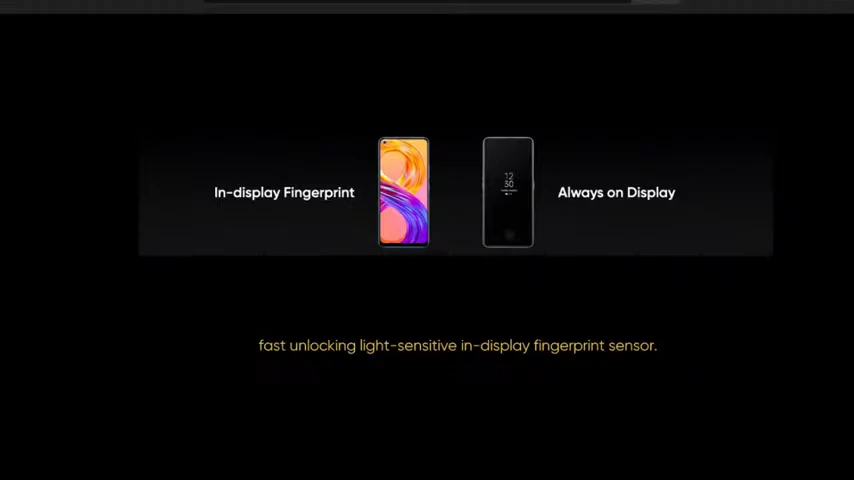 In-display Fingerprint
12
30
Always on Display
fast unlocking light-sensitive in-display fingerprint sensor.